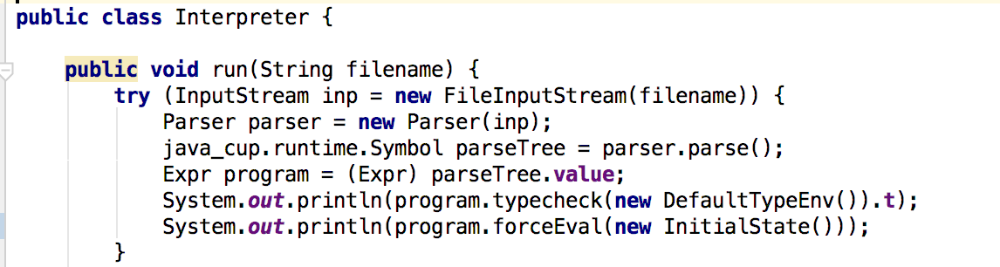 public class Interpreter {
public void run(String filename) {
try (InputStream inp = new FileInputStream(filename)) {
Parser parser = new Parser(inp);
java_cup.runtime.Symbol parseTree = parser.parse();
Expr program = (Expr) parseTree.value;
System.out.println(program.typecheck(new DefaultTypeEnv()).t);
System.out.println(program.forceEval(new InitialState()));
}